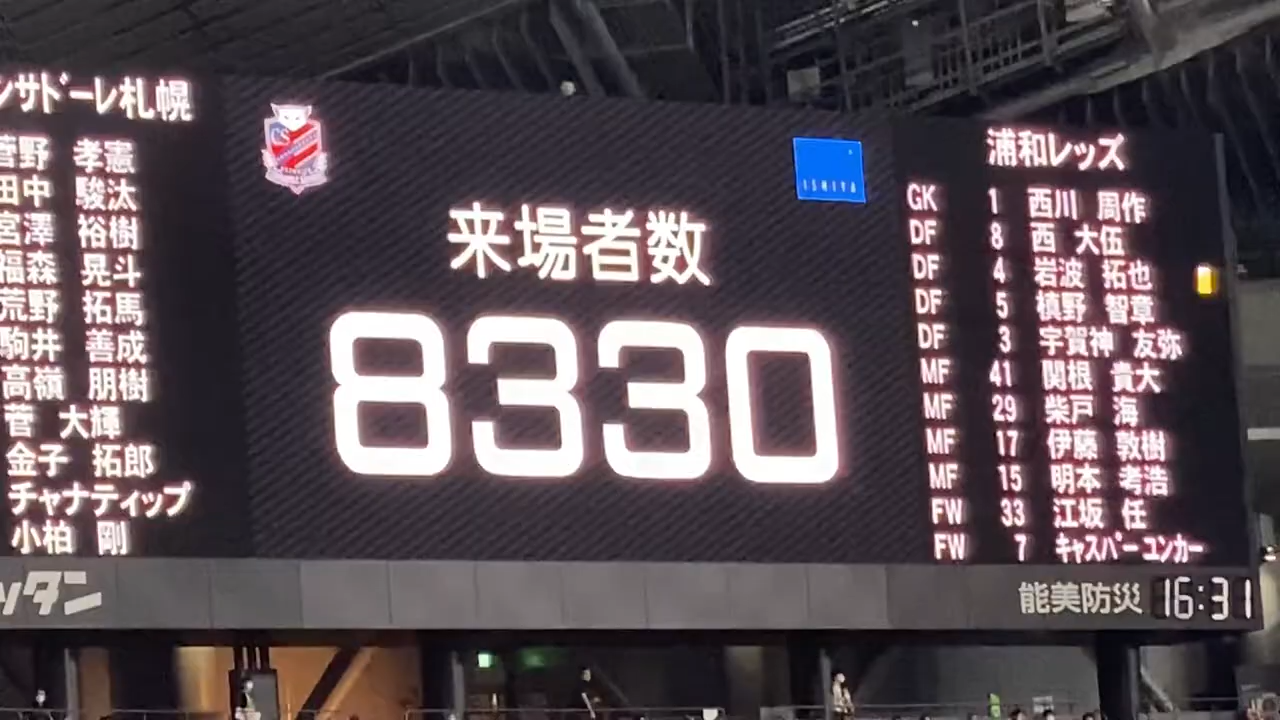 ンサドーレ札幌
菅野 孝憲
田中 駿汰
宮澤 裕樹
福森 晃斗
荒野 拓馬
駒井 善成
高嶺 朋樹
菅 大輝
金子 拓郎
チャナティップ
小柏 剛
CS
来場者数
8330
ISHIYA
浦和レッズ
GK 1 西川 周作
DF 8 西 大伍
DF 4 岩波 拓也
DF 5 槙野 智章
DF 3 宇賀神 友弥
MF 41 関根 貴大
MF 29 柴戸 海
MF 17 伊藤 敦樹
MF 15 明本 考浩
FW 33 江坂 任
FW 7 キャスパー ユンカー
ッタン
能美防災 16:31